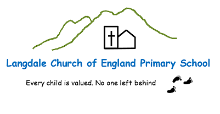 Langdale Church of England Primary School
Every child is valued. No one left behind